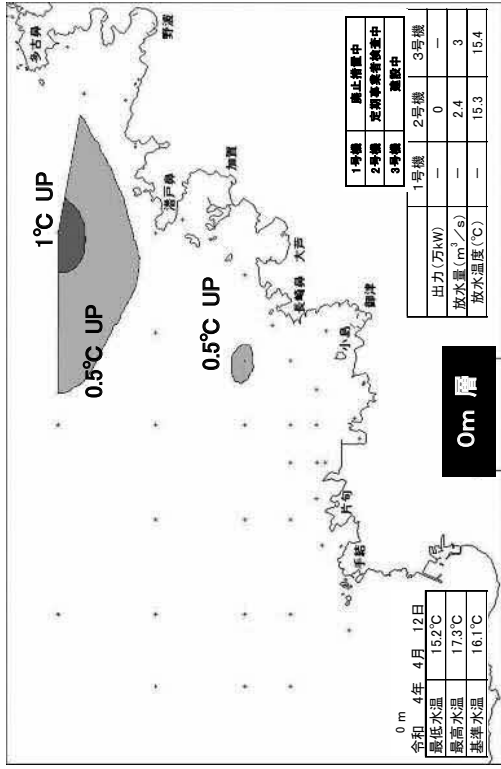 多古鼻
野波
1℃ UP
0.5℃ UP
潜戸鼻
加賀
0.5℃ UP
大芦
長崎鼻
御津
小島
片句
手結
1号機 廃止措置中
2号機 定期事業者検査中
3号機 建設中
1号機 2号機 3号機
出力(万kW) － 0 －
放水量(m³／s) － 2.4 3
放水温度(℃) － 15.3 15.4
0m 層
0 m
令和 4年 4月 12日
最低水温 15.2℃
最高水温 17.3℃
基準水温 16.1℃